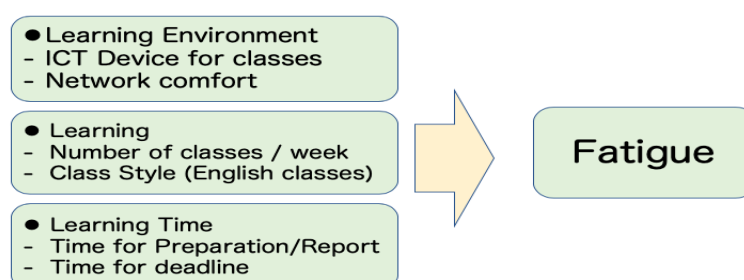 ●Learning Environment
- ICT Device for classes
- Network comfort
● Learning
- Number of classes / week
- Class Style (English classes)
● Learning Time
- Time for Preparation/Report
- Time for deadline
Fatigue